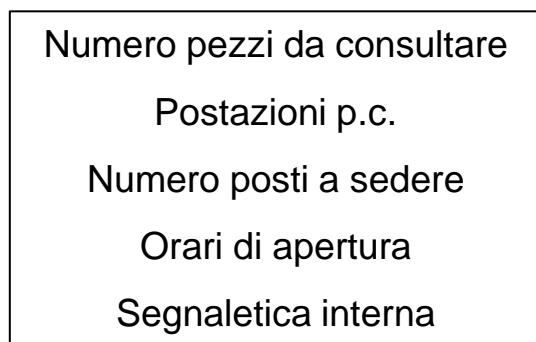 Numero pezzi da consultare
Postazioni p.c.
Numero posti a sedere
Orari di apertura
Segnaletica interna